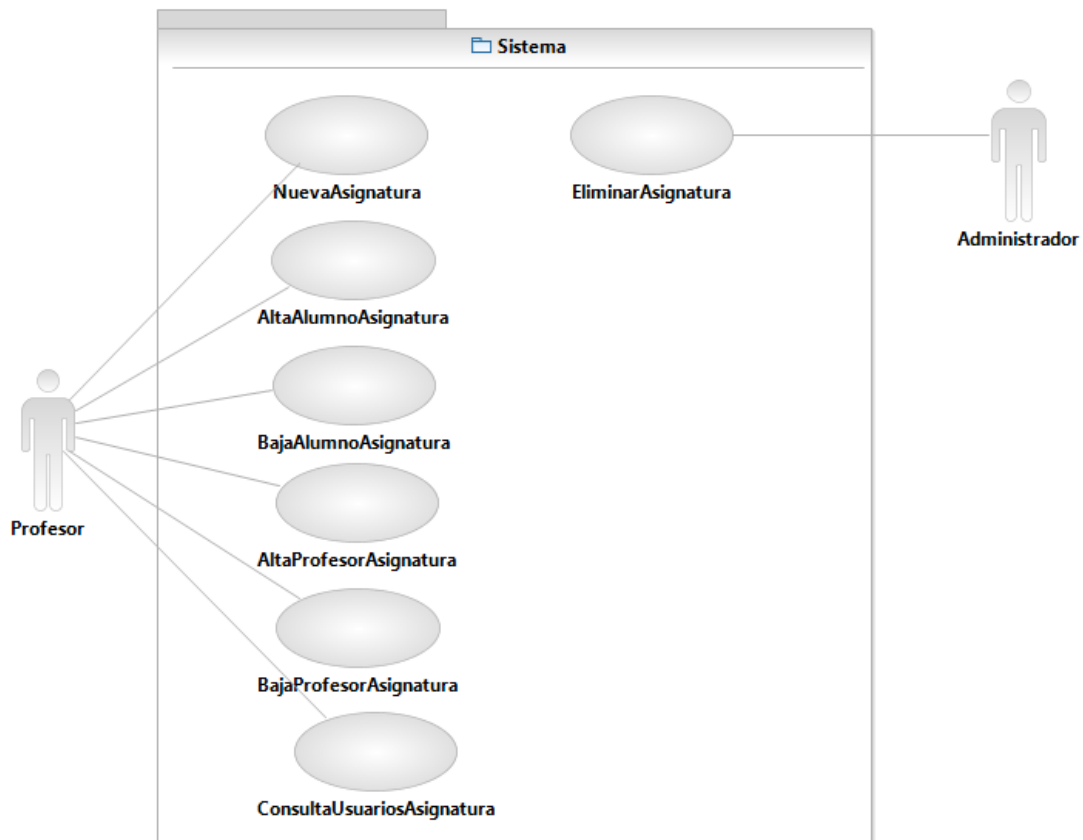 Sistema
NuevaAsignatura
EliminarAsignatura
Administrador
AltaAlumnoAsignatura
BajaAlumnoAsignatura
Profesor
AltaProfesorAsignatura
BajaProfesorAsignatura
ConsultaUsuariosAsignatura